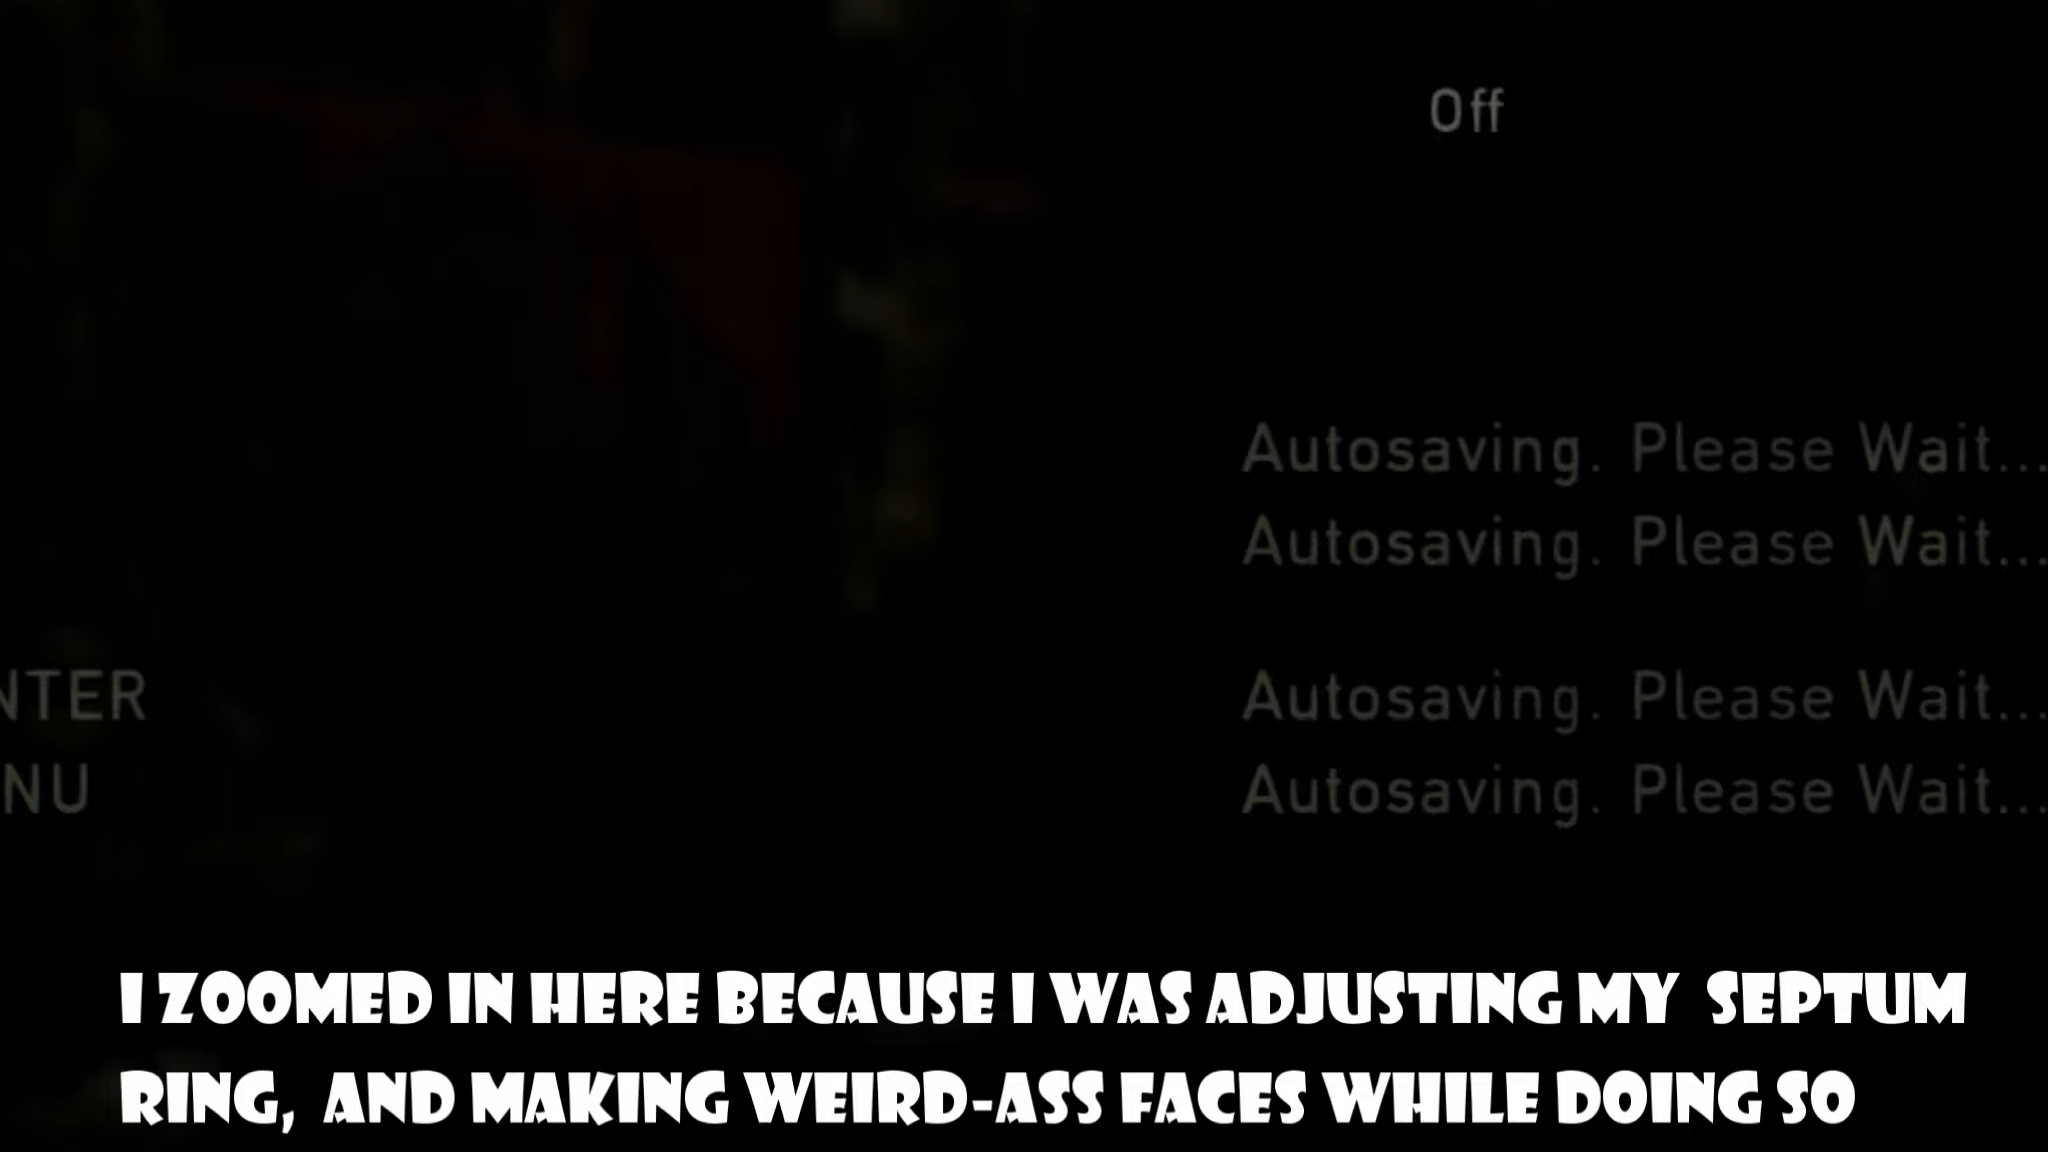 Off
Autosaving. Please Wait...
Autosaving. Please Wait...
NTER Autosaving. Please Wait...
NU Autosaving. Please Wait...
I ZOOMED IN HERE BECAUSE I WAS ADJUSTING MY SEPTUM
RING, AND MAKING WEIRD-ASS FACES WHILE DOING SO